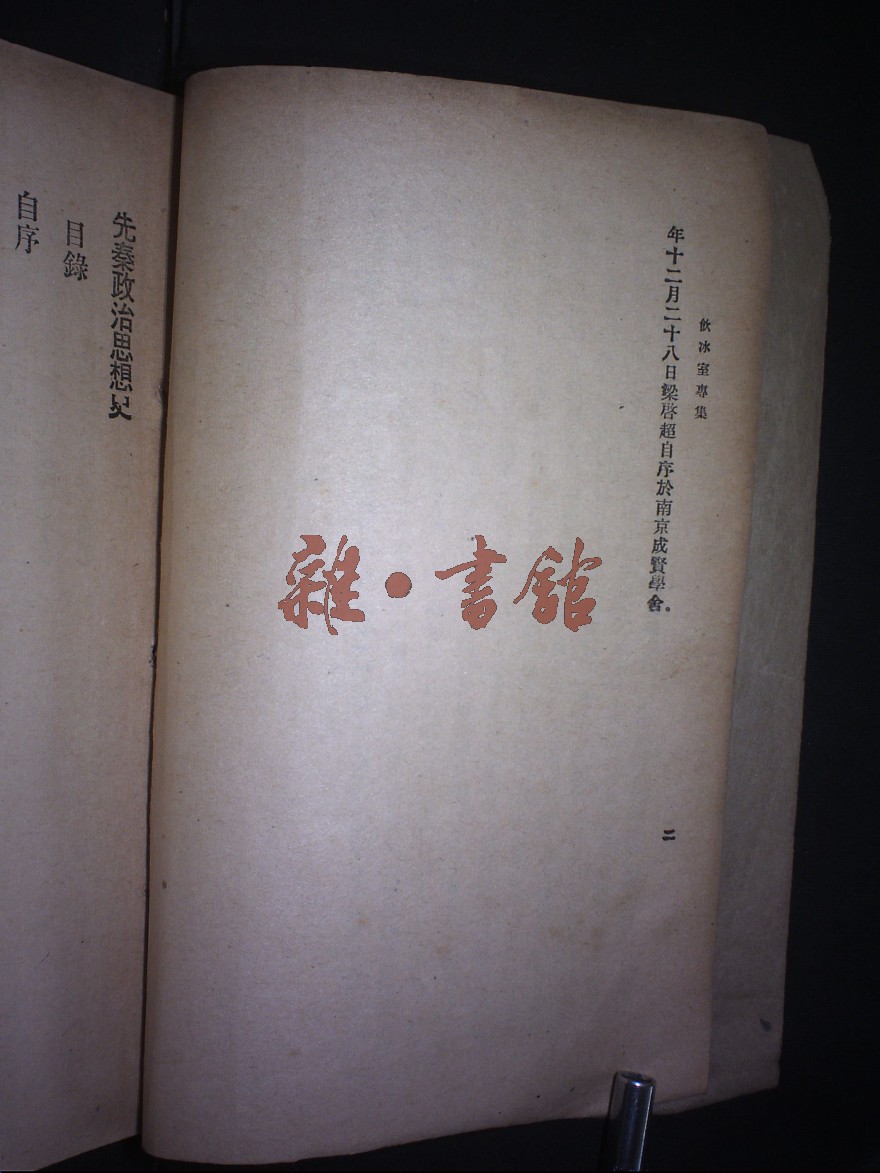 飲冰室專集
年十二月二十八日梁啓超自序於南京成賢學舍。
二
雜·書館
先秦政治思想史
目錄
自序